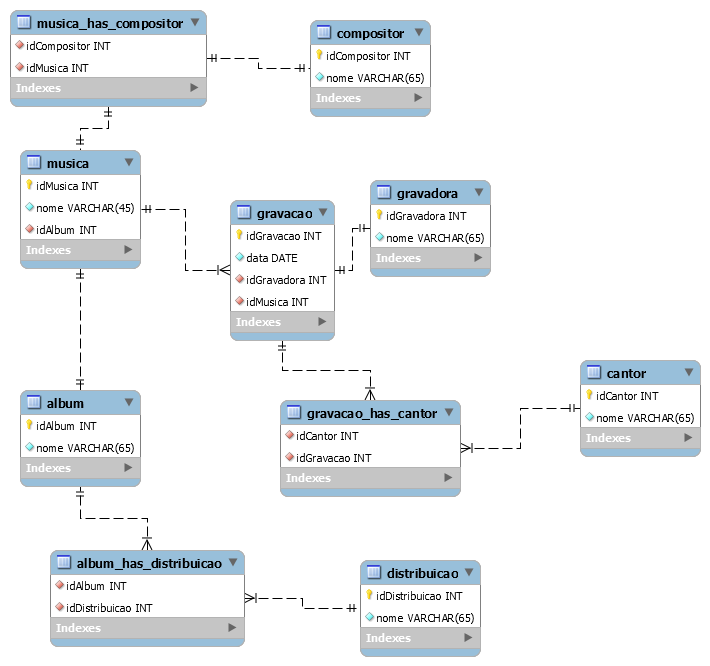 musica_has_compositor
idCompositor INT
idMusica INT
Indexes
compositor
idCompositor INT
nome VARCHAR(65)
Indexes
musica
idMusica INT
nome VARCHAR(45)
idAlbum INT
Indexes
gravacao
idGravacao INT
data DATE
idGravadora INT
idMusica INT
Indexes
gravadora
idGravadora INT
nome VARCHAR(65)
Indexes
cantor
idCantor INT
nome VARCHAR(65)
Indexes
album
idAlbum INT
nome VARCHAR(65)
Indexes
gravacao_has_cantor
idCantor INT
idGravacao INT
Indexes
album_has_distribuicao
idAlbum INT
idDistribuicao INT
Indexes
distribuicao
idDistribuicao INT
nome VARCHAR(65)
Indexes